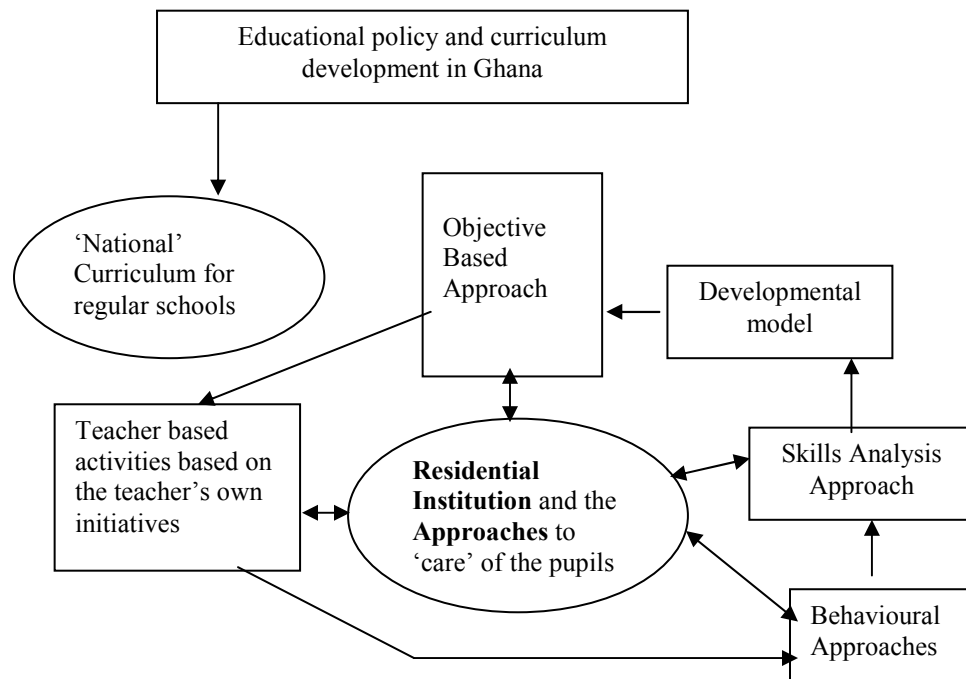 Educational policy and curriculum
development in Ghana
‘National’
Curriculum for
regular schools
Objective
Based
Approach
Developmental
model
Teacher based
activities based on
the teacher’s own
initiatives
Residential
Institution and the
Approaches to
‘care’ of the pupils
Skills Analysis
Approach
Behavioural
Approaches